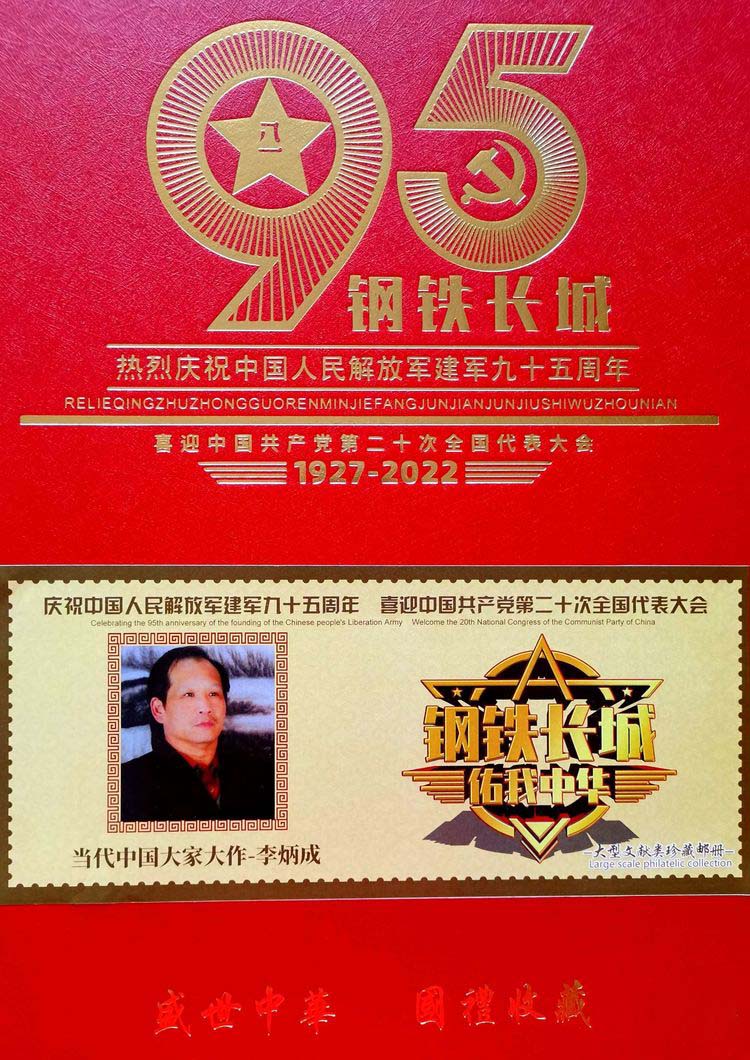 95
八
钢铁长城
热烈庆祝中国人民解放军建军九十五周年
RELIEQINGZHUZHONGGUORENMINJIEFANGJUNJIANJUNJIUSHIWUZHOUNIAN
喜迎中国共产党第二十次全国代表大会
1927-2022
庆祝中国人民解放军建军九十五周年 喜迎中国共产党第二十次全国代表大会
Celebrating the 95th anniversary of the founding of the Chinese people's Liberation Army Welcome the 20th National Congress of the Communist Party of China
钢铁长城
佑我中华
当代中国大家大作-李炳成
大型文献类珍藏邮册
Large scale philatelic collection
盛世中華 國禮收藏